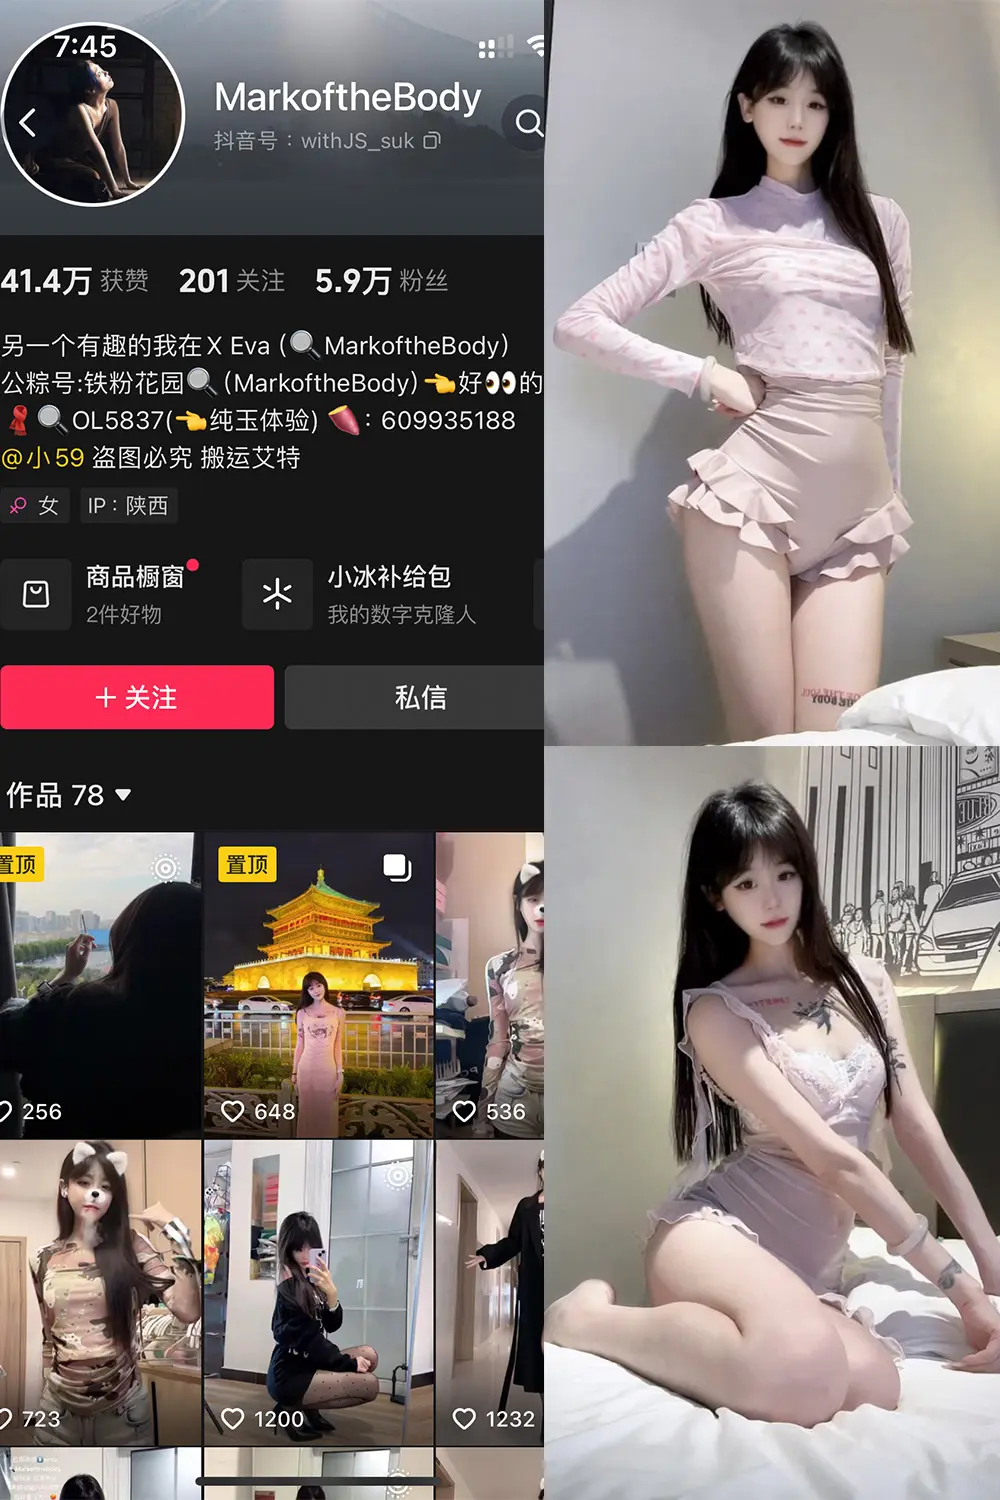 7:45
MarkoftheBody
抖音号：withJS_suk
41.4万 获赞 201 关注 5.9万 粉丝
另一个有趣的我在X Eva (🔍MarkoftheBody)
公粽号:铁粉花园🔍(MarkoftheBody)👈好👀的
🧣🔍OL5837(👈纯玉体验) 🍠: 609935188
@小59 盗图必究 搬运艾特
女 IP：陕西
商品橱窗
2件好物
小冰补给包
我的数字克隆人
+ 关注
私信
作品 78
置顶
置顶
256
648
536
723
1200
1232
BLUE